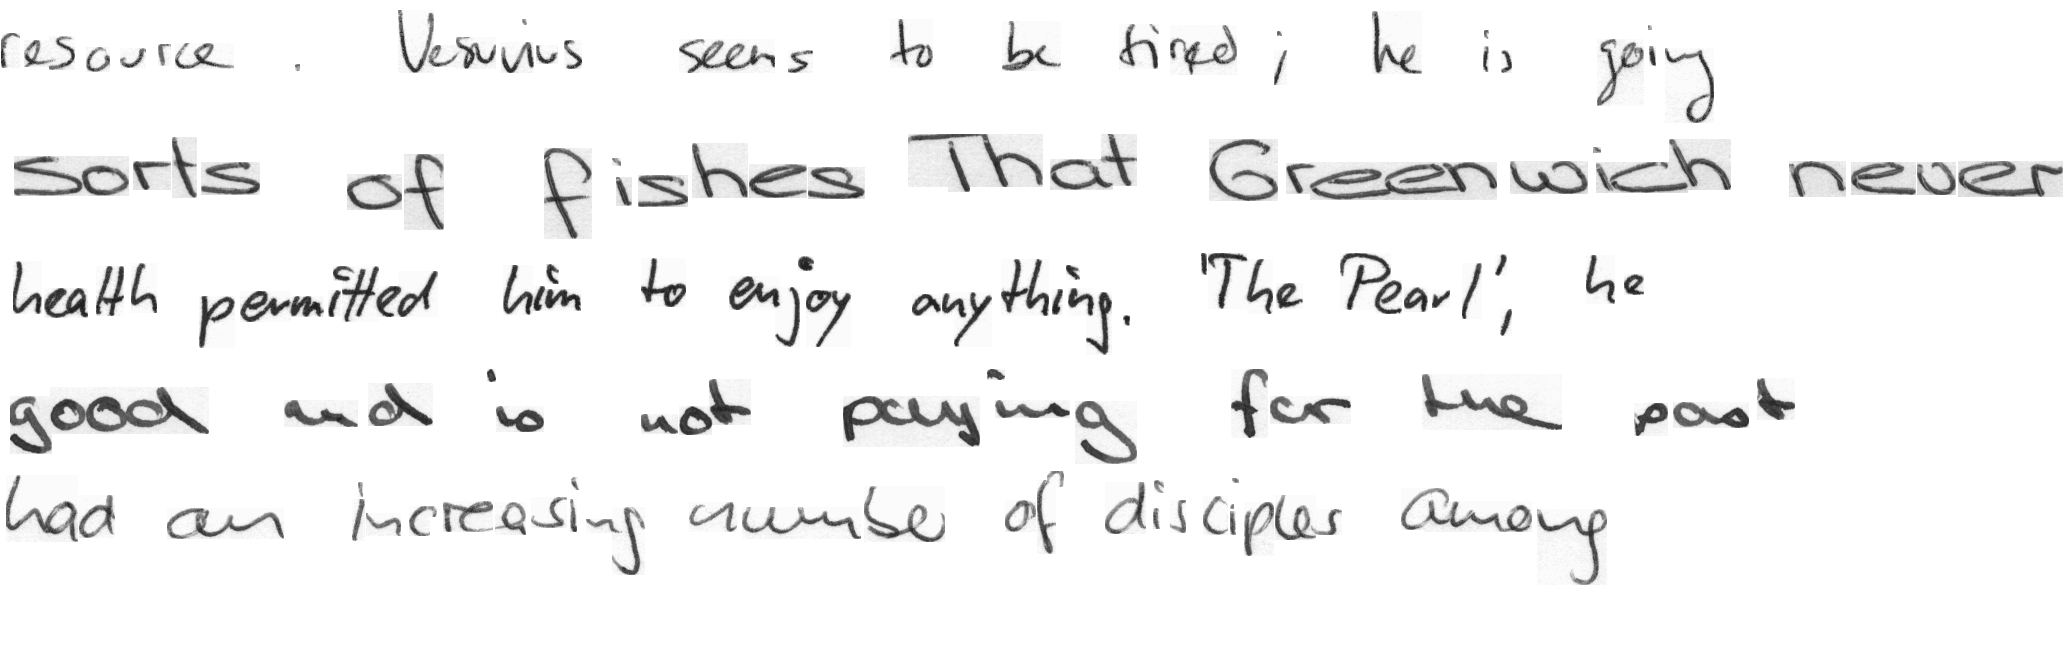 resource . Vesuvius seems to be tired ; he is going
sorts of fishes That Greenwich never
health permitted him to enjoy anything. 'The Pearl', he
good and is not paying for the past
had an increasing number of disciples among